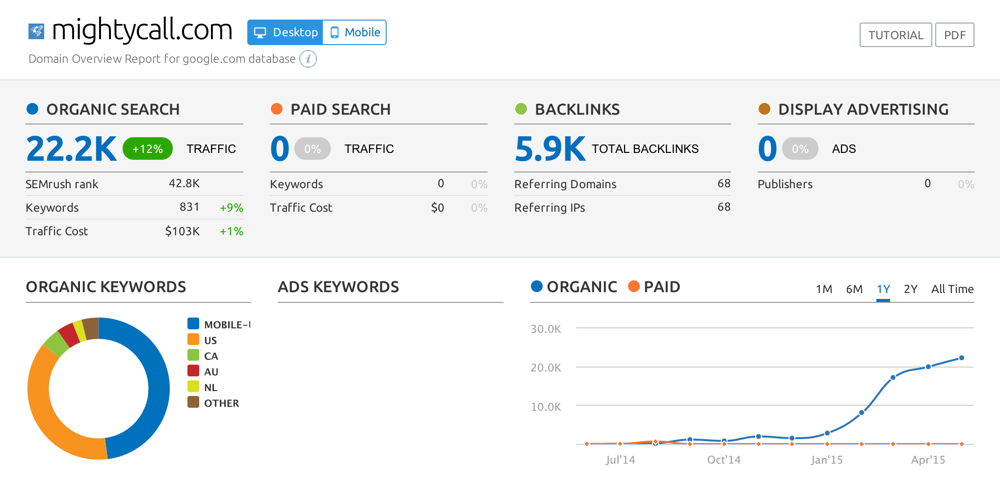 mightycall.com
Desktop
Mobile
TUTORIAL
PDF
Domain Overview Report for google.com database
i
ORGANIC SEARCH
22.2K +12% TRAFFIC
SEMrush rank 42.8K
Keywords 831 +9%
Traffic Cost $103K +1%
PAID SEARCH
0 0% TRAFFIC
Keywords 0 0%
Traffic Cost $0 0%
BACKLINKS
5.9K TOTAL BACKLINKS
Referring Domains 68
Referring IPs 68
DISPLAY ADVERTISING
0 0% ADS
Publishers 0 0%
ORGANIC KEYWORDS
MOBILE-U
US
CA
AU
NL
OTHER
ADS KEYWORDS
ORGANIC PAID
1M 6M 1Y 2Y All Time
30.0K
20.0K
10.0K
Jul'14 Oct'14 Jan'15 Apr'15